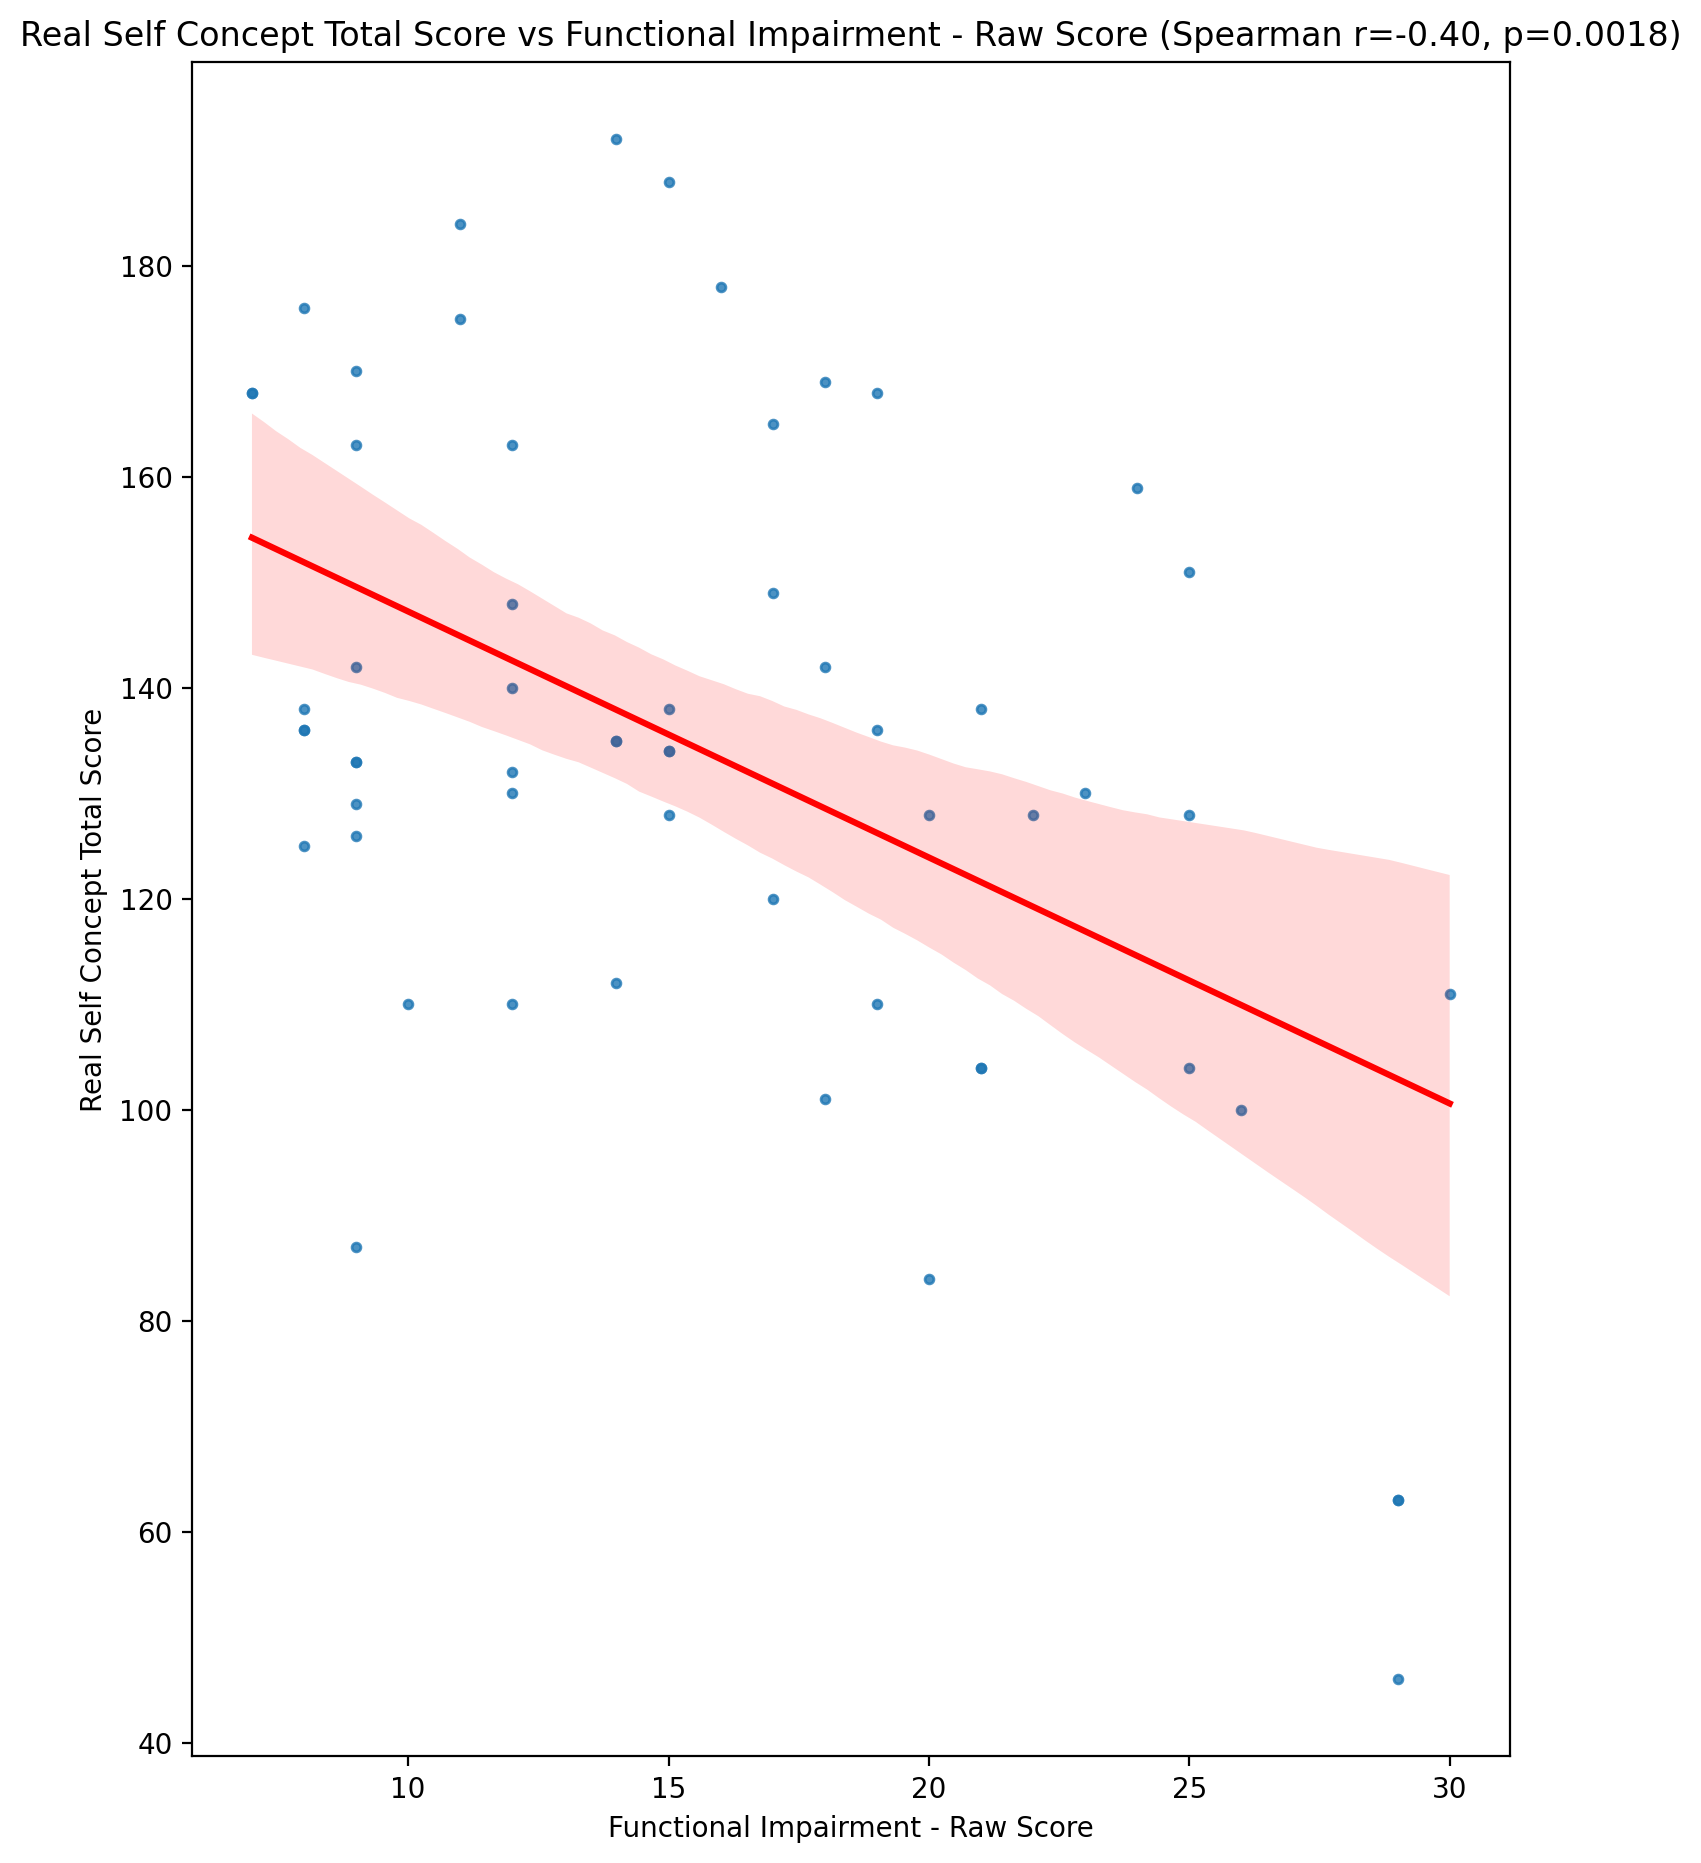 Real Self Concept Total Score vs Functional Impairment - Raw Score (Spearman r=-0.40, p=0.0018)
Real Self Concept Total Score
180
160
140
120
100
80
60
40
10 15 20 25 30
Functional Impairment - Raw Score